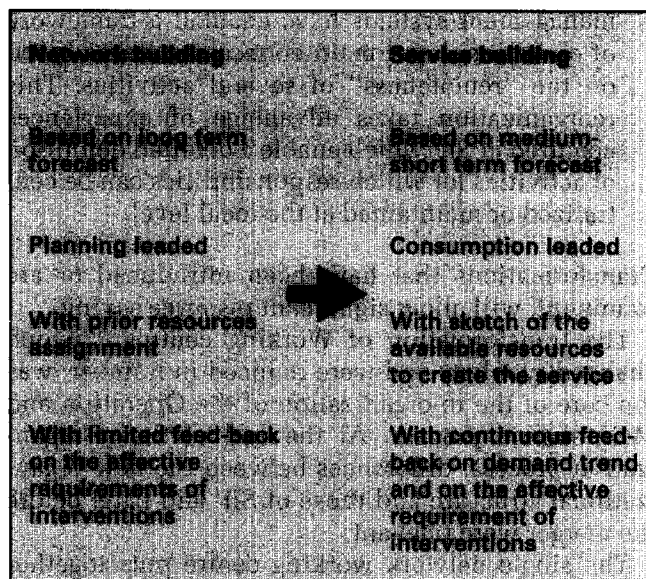 Network building
Service building
Based on long term
forecast
Based on medium-
short term forecast
Planning leaded
Consumption leaded
With prior resources
assignment
With sketch of the
available resources
to create the service
With limited feed-back
on the affective
requirements of
interventions
With continuous feed-
back on demand trend
and on the effective
requirement of
interventions